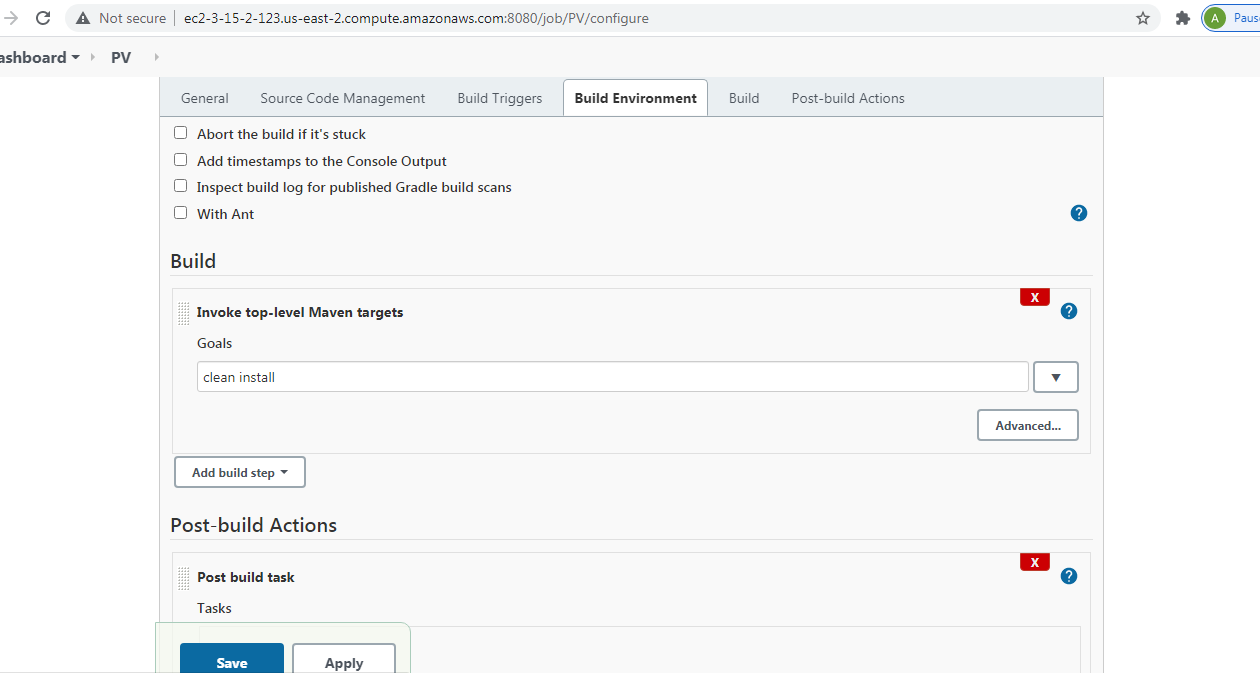 Not secure | ec2-3-15-2-123.us-east-2.compute.amazonaws.com:8080/job/PV/configure A Paus
ashboard PV
General Source Code Management Build Triggers Build Environment Build Post-build Actions
Abort the build if it's stuck
Add timestamps to the Console Output
Inspect build log for published Gradle build scans
With Ant ?
Build
X
Invoke top-level Maven targets ?
Goals
clean install
Advanced...
Add build step
Post-build Actions
X
Post build task ?
Tasks
Save Apply